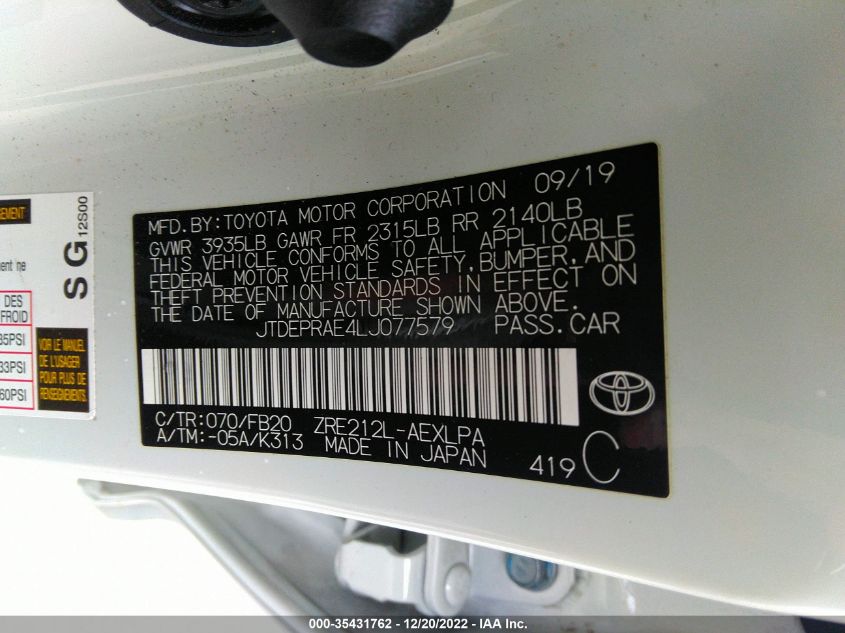 MFD. BY: TOYOTA MOTOR CORPORATION 09/19
GVWR 3935LB GAWR FR 2315LB RR 2140LB
THIS VEHICLE CONFORMS TO ALL APPLICABLE
FEDERAL MOTOR VEHICLE SAFETY, BUMPER, AND
THEFT PREVENTION STANDARDS IN EFFECT ON
THE DATE OF MANUFACTURE SHOWN ABOVE.
JTDEPRAE4LJ077579 PASS.CAR
C/TR:070/FB20 ZRE212L-AEXLPA
A/TM:-05A/K313 MADE IN JAPAN
419 C
SG 12S00
DES
FROID
35PSI
33PSI
60PSI
VOIR LE MANUEL
DE L'USAGER
POUR PLUS DE
RENSEIGNEMENTS.
000-35431762 - 12/20/2022 - IAA Inc.